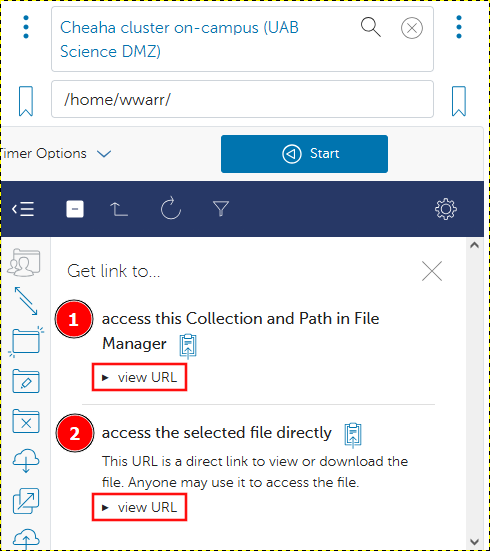 Cheaha cluster on-campus (UAB
Science DMZ)
/home/wwarr/
Timer Options
Start
Get link to...
1
access this Collection and Path in File
Manager
▸ view URL
2
access the selected file directly
This URL is a direct link to view or download the
file. Anyone may use it to access the file.
▸ view URL